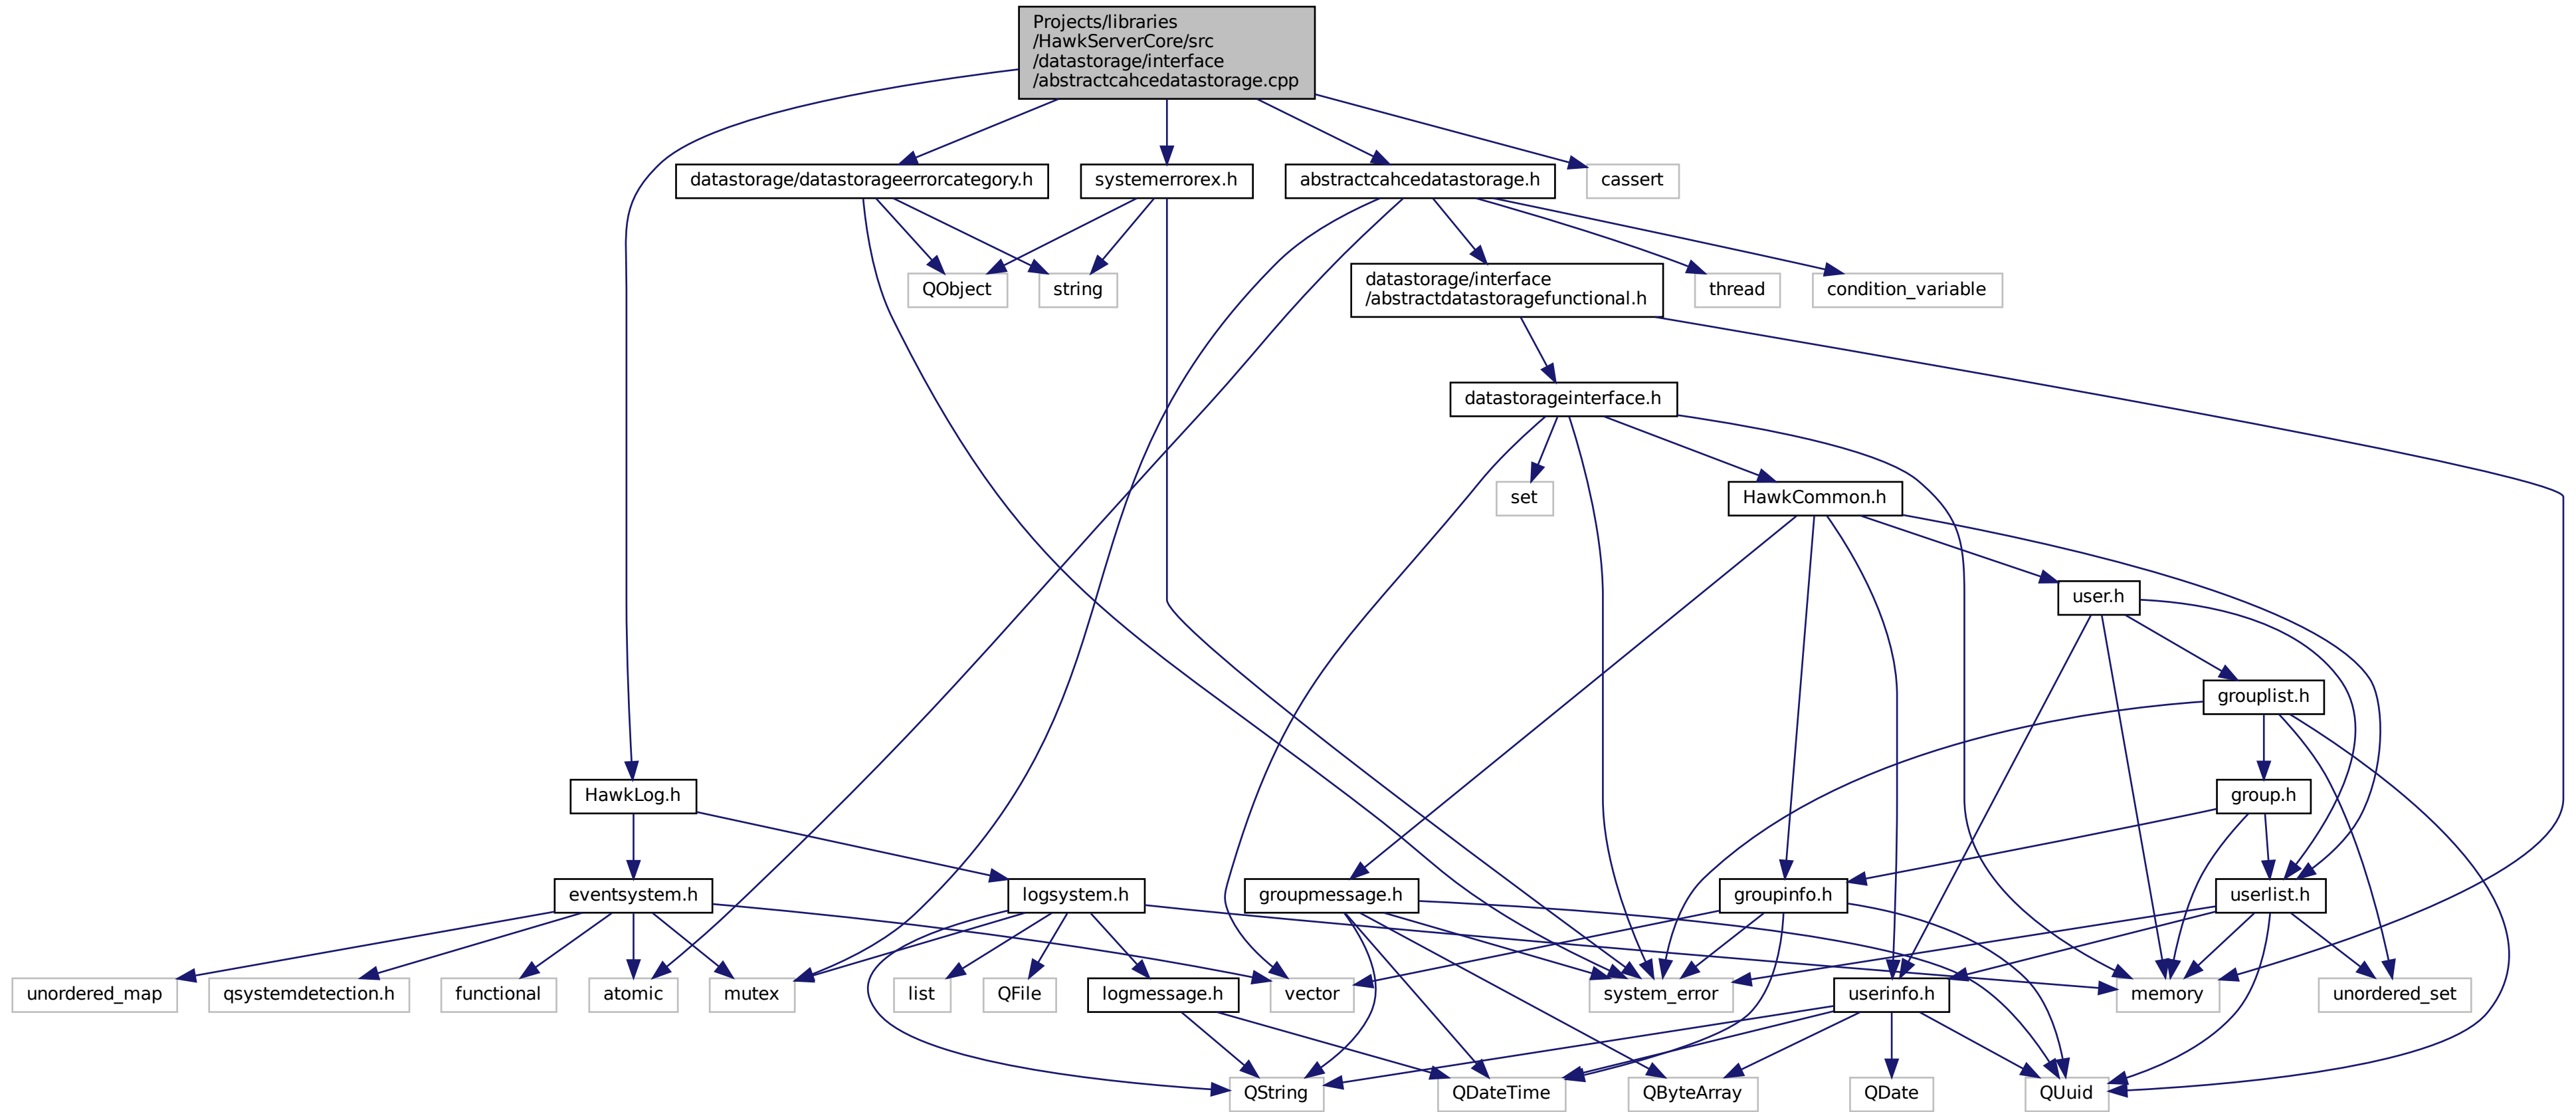 Projects/libraries
/HawkServerCore/src
/datastorage/interface
/abstractcahcedatastorage.cpp
datastorage/datastorageerrorcategory.h
systemerrorex.h
abstractcahcedatastorage.h
cassert
QObject
string
datastorage/interface
/abstractdatastoragefunctional.h
thread
condition_variable
datastorageinterface.h
set
HawkCommon.h
user.h
grouplist.h
HawkLog.h
group.h
eventsystem.h
logsystem.h
groupmessage.h
groupinfo.h
userlist.h
unordered_map
qsystemdetection.h
functional
atomic
mutex
list
QFile
logmessage.h
vector
system_error
userinfo.h
memory
unordered_set
QString
QDateTime
QByteArray
QDate
QUuid